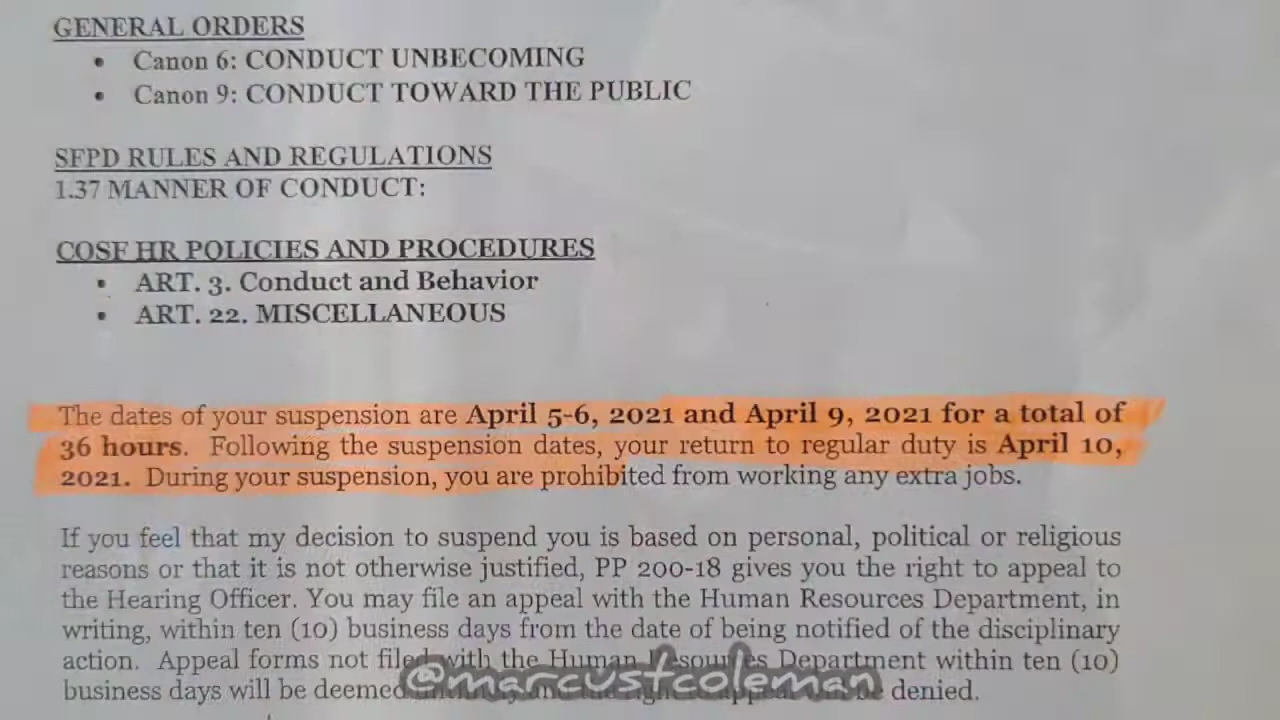 GENERAL ORDERS
• Canon 6: CONDUCT UNBECOMING
• Canon 9: CONDUCT TOWARD THE PUBLIC
SFPD RULES AND REGULATIONS
1.37 MANNER OF CONDUCT:
COSF HR POLICIES AND PROCEDURES
• ART. 3. Conduct and Behavior
• ART. 22. MISCELLANEOUS
The dates of your suspension are April 5-6, 2021 and April 9, 2021 for a total of
36 hours. Following the suspension dates, your return to regular duty is April 10,
2021. During your suspension, you are prohibited from working any extra jobs.
If you feel that my decision to suspend you is based on personal, political or religious
reasons or that it is not otherwise justified, PP 200-18 gives you the right to appeal to
the Hearing Officer. You may file an appeal with the Human Resources Department, in
writing, within ten (10) business days from the date of being notified of the disciplinary
action. Appeal forms not filed with the Human Resources Department within ten (10)
business days will be deemed denied.
@marcustcoleman